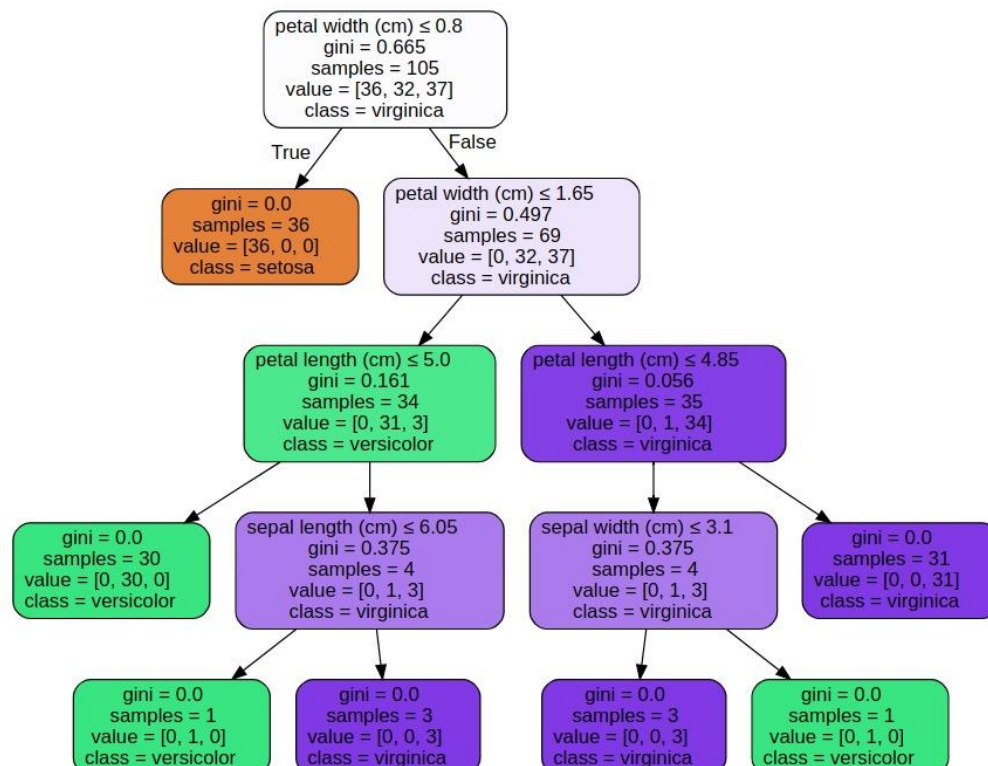 petal width (cm) ≤ 0.8
gini = 0.665
samples = 105
value = [36, 32, 37]
class = virginica
True
False
gini = 0.0
samples = 36
value = [36, 0, 0]
class = setosa
petal width (cm) ≤ 1.65
gini = 0.497
samples = 69
value = [0, 32, 37]
class = virginica
petal length (cm) ≤ 5.0
gini = 0.161
samples = 34
value = [0, 31, 3]
class = versicolor
petal length (cm) ≤ 4.85
gini = 0.056
samples = 35
value = [0, 1, 34]
class = virginica
gini = 0.0
samples = 30
value = [0, 30, 0]
class = versicolor
sepal length (cm) ≤ 6.05
gini = 0.375
samples = 4
value = [0, 1, 3]
class = virginica
sepal width (cm) ≤ 3.1
gini = 0.375
samples = 4
value = [0, 1, 3]
class = virginica
gini = 0.0
samples = 31
value = [0, 0, 31]
class = virginica
gini = 0.0
samples = 1
value = [0, 1, 0]
class = versicolor
gini = 0.0
samples = 3
value = [0, 0, 3]
class = virginica
gini = 0.0
samples = 3
value = [0, 0, 3]
class = virginica
gini = 0.0
samples = 1
value = [0, 1, 0]
class = versicolor